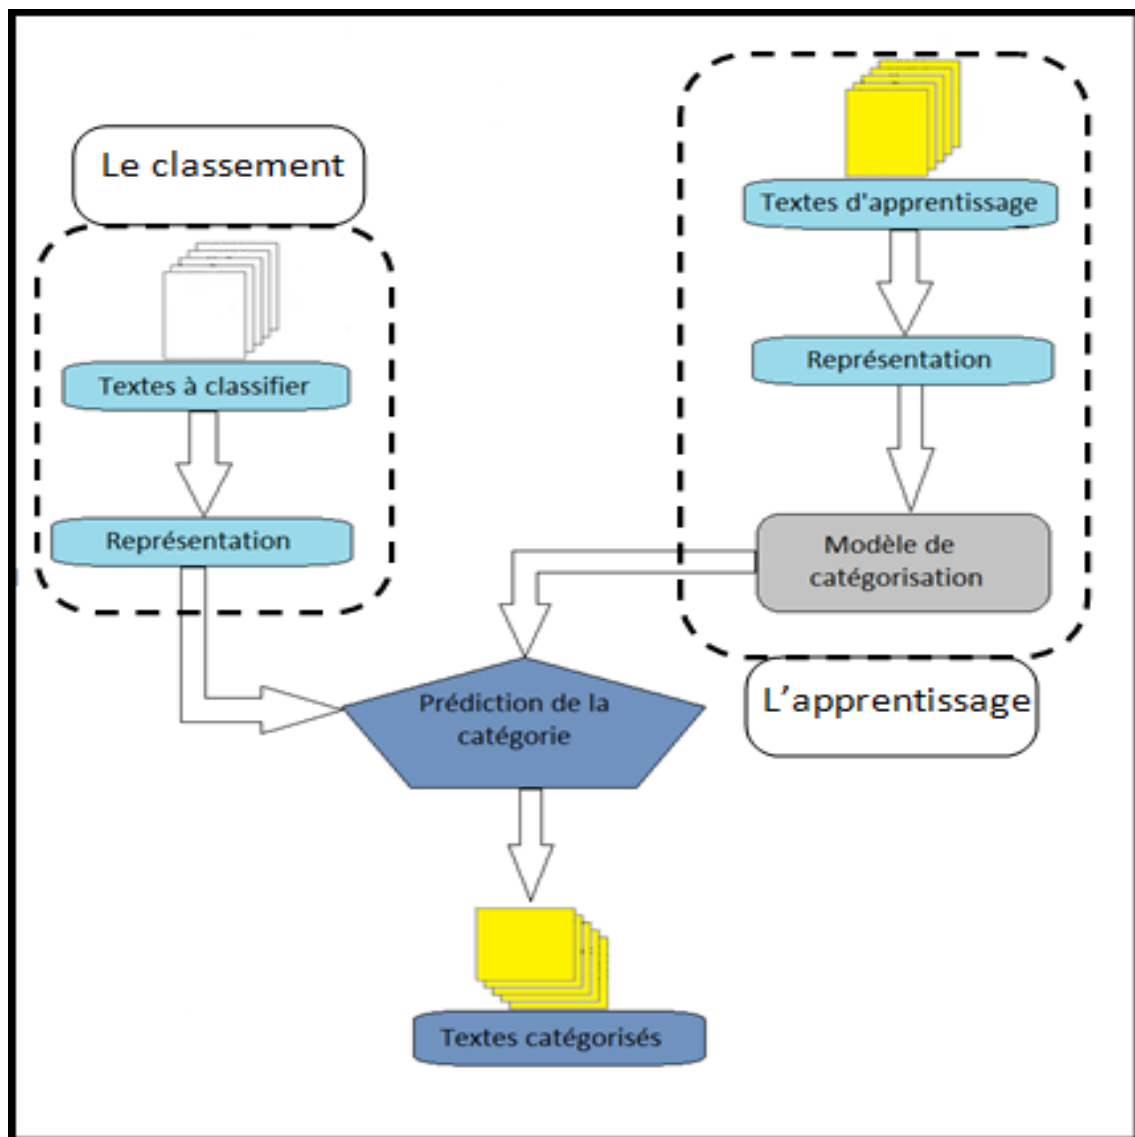 Le classement
Textes à classifier
Représentation
Textes d'apprentissage
Représentation
Modèle de
catégorisation
L’apprentissage
Prédiction de la
catégorie
Textes catégorisés